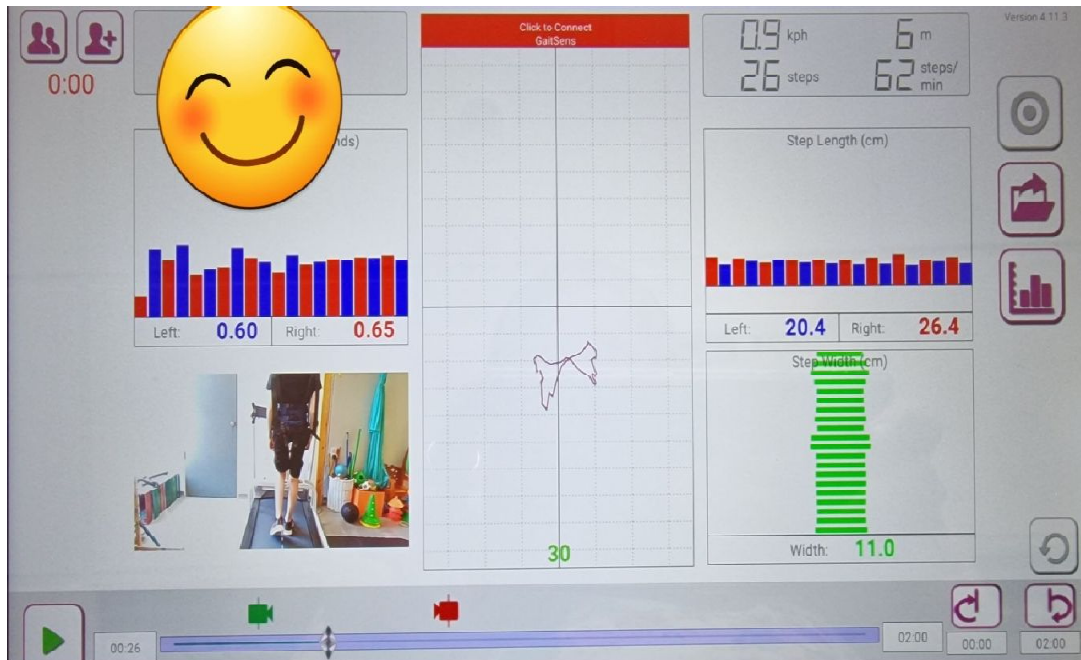 Version 4.11.3
0:00
Click to Connect
GaitSens
0.9 kph
6 m
26 steps
62 steps/
min
Step Length (cm)
Left: 0.60
Right: 0.65
Left: 20.4
Right: 26.4
Step Width (cm)
30
Width: 11.0
00:26
02:00
00:00
02:00